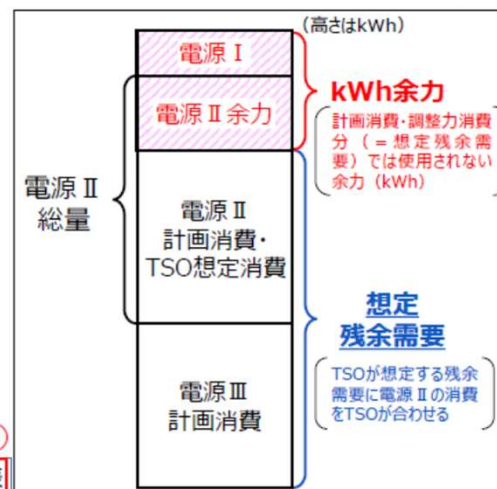 (高さはkWh)
電源Ⅰ
電源Ⅱ余力
kWh余力
計画消費・調整力消費
分(=想定残余需
要)では使用されない
余力(kWh)
電源Ⅱ
総量
電源Ⅱ
計画消費・
TSO想定消費
想定
残余需要
TSOが想定する残余
需要に電源Ⅱの消費
をTSOが合わせる
電源Ⅲ
計画消費